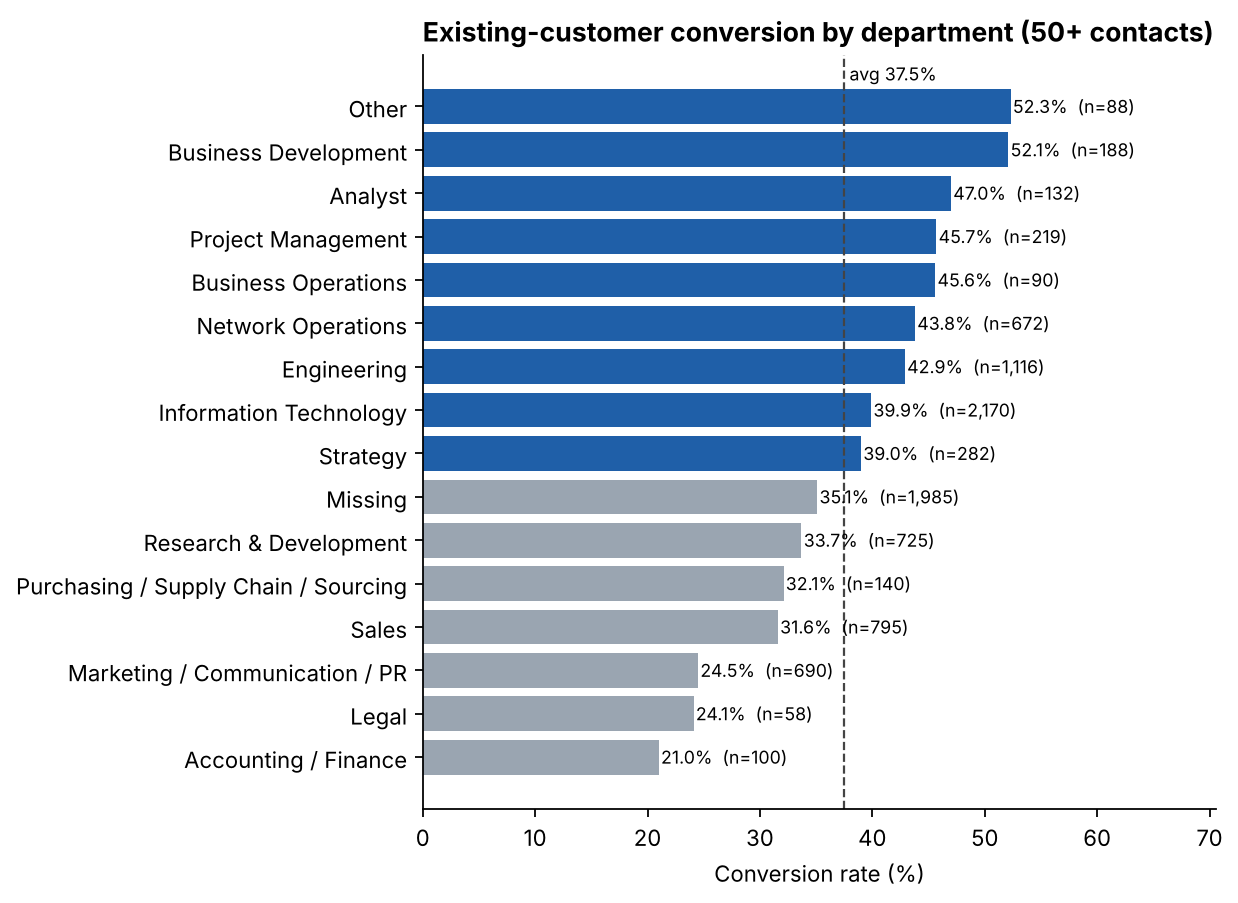 Existing-customer conversion by department (50+ contacts)
avg 37.5%
Other 52.3% (n=88)
Business Development 52.1% (n=188)
Analyst 47.0% (n=132)
Project Management 45.7% (n=219)
Business Operations 45.6% (n=90)
Network Operations 43.8% (n=672)
Engineering 42.9% (n=1,116)
Information Technology 39.9% (n=2,170)
Strategy 39.0% (n=282)
Missing 35.1% (n=1,985)
Research & Development 33.7% (n=725)
Purchasing / Supply Chain / Sourcing 32.1% (n=140)
Sales 31.6% (n=795)
Marketing / Communication / PR 24.5% (n=690)
Legal 24.1% (n=58)
Accounting / Finance 21.0% (n=100)
0 10 20 30 40 50 60 70
Conversion rate (%)